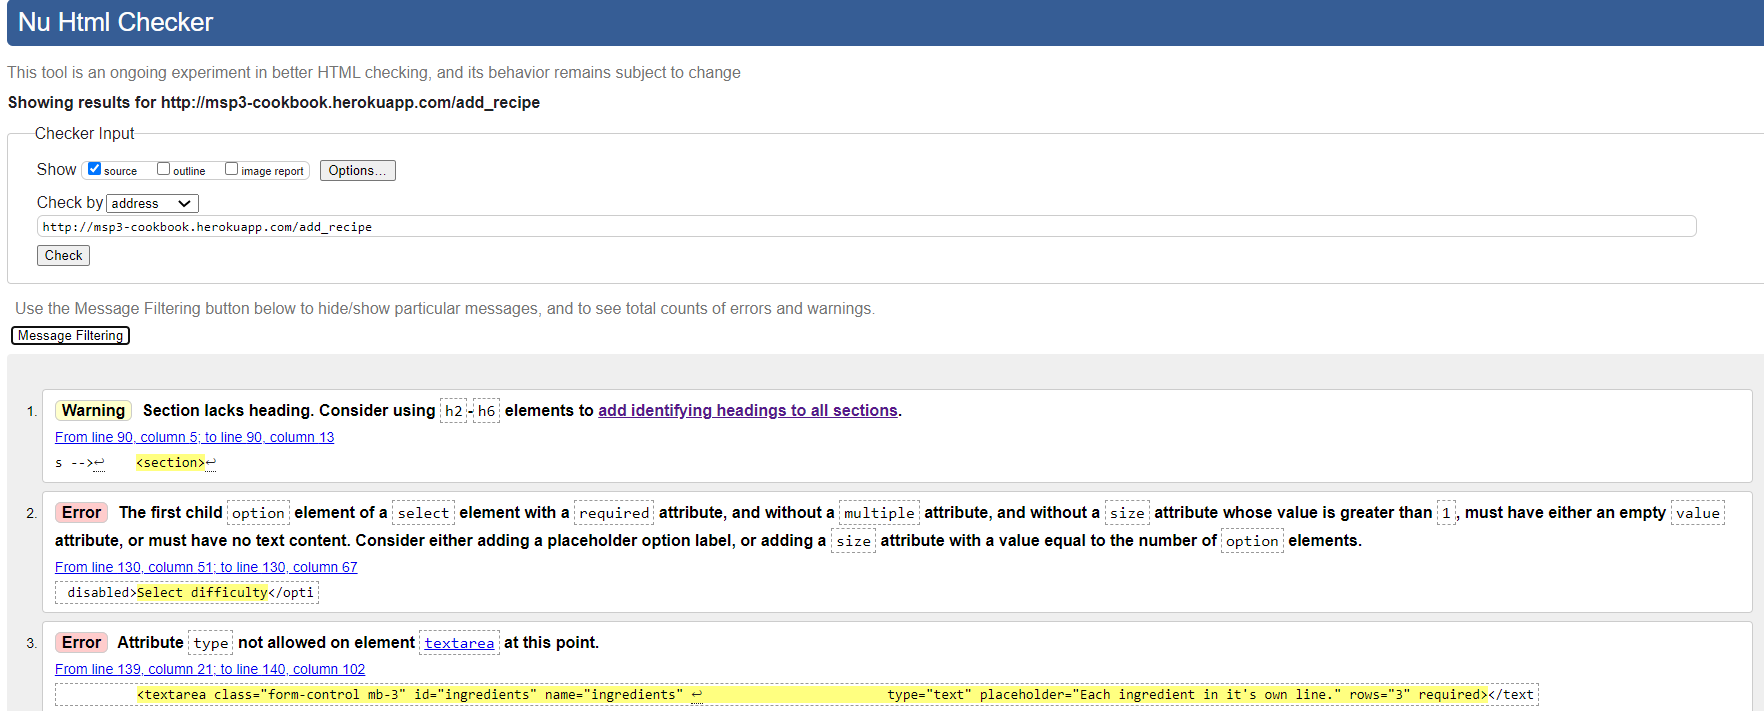 Nu Html Checker
This tool is an ongoing experiment in better HTML checking, and its behavior remains subject to change
Showing results for http://msp3-cookbook.herokuapp.com/add_recipe
Checker Input
Show source outline image report Options...
Check by address
http://msp3-cookbook.herokuapp.com/add_recipe
Check
Use the Message Filtering button below to hide/show particular messages, and to see total counts of errors and warnings.
Message Filtering
1. Warning Section lacks heading. Consider using h2-h6 elements to add identifying headings to all sections.
From line 90, column 5; to line 90, column 13
s -->↩ <section>↩
2. Error The first child option element of a select element with a required attribute, and without a multiple attribute, and without a size attribute whose value is greater than 1, must have either an empty value
attribute, or must have no text content. Consider either adding a placeholder option label, or adding a size attribute with a value equal to the number of option elements.
From line 130, column 51; to line 130, column 67
disabled>Select difficulty</opti
3. Error Attribute type not allowed on element textarea at this point.
From line 139, column 21; to line 140, column 102
<textarea class="form-control mb-3" id="ingredients" name="ingredients" ↩ type="text" placeholder="Each ingredient in it's own line." rows="3" required></text